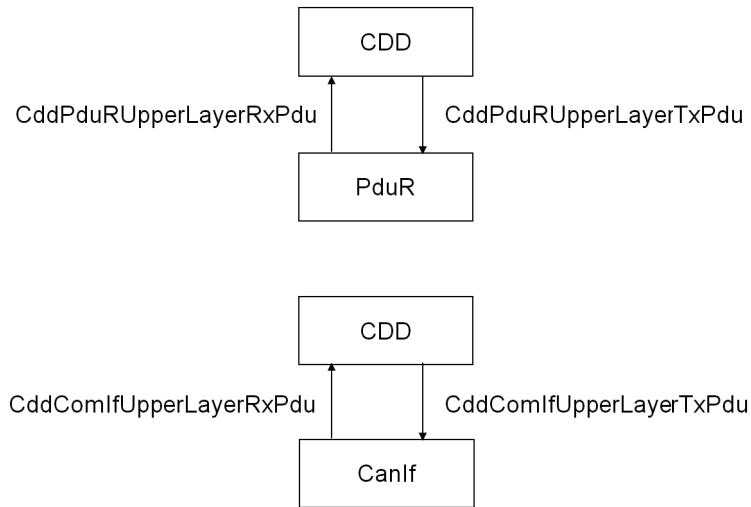 CDD
CddPduRUpperLayerRxPdu
CddPduRUpperLayerTxPdu
PduR
CDD
CddComIfUpperLayerRxPdu
CddComIfUpperLayerTxPdu
CanIf